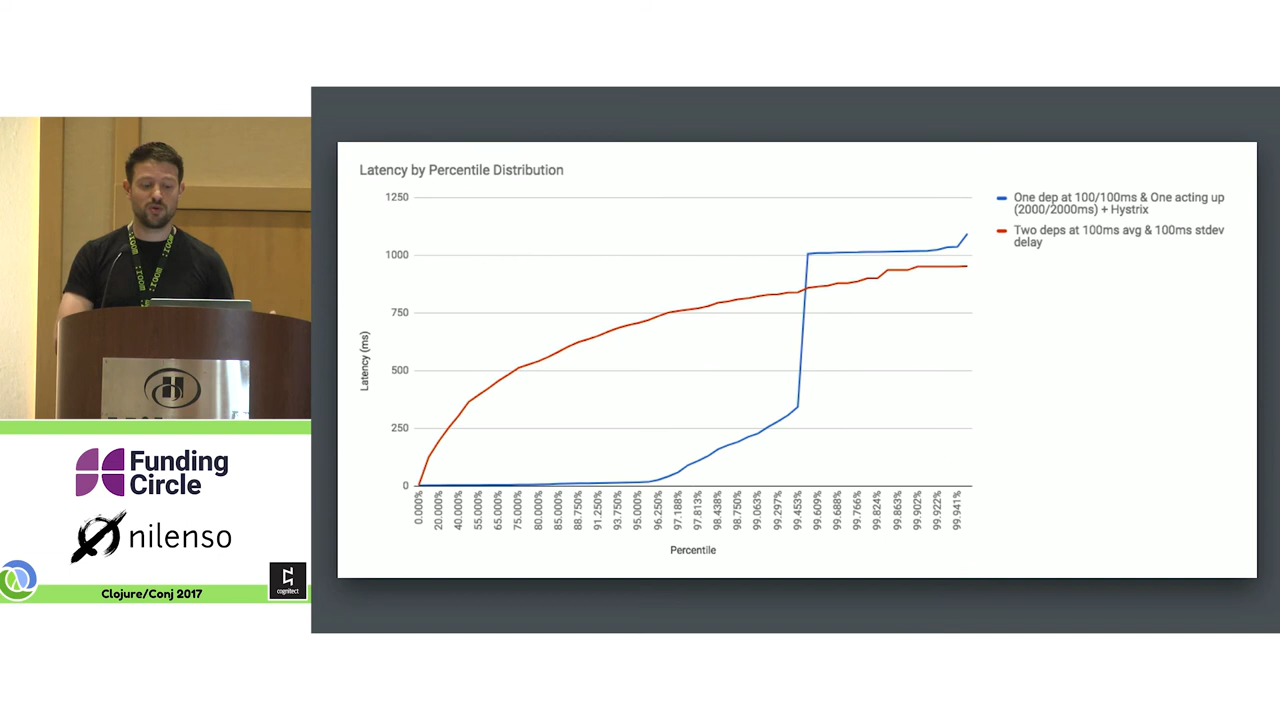 Latency by Percentile Distribution
1250
1000
750
500
250
0
Latency (ms)
0.000%
20.000%
40.000%
55.000%
65.000%
75.000%
80.000%
85.000%
88.750%
91.250%
93.750%
95.000%
96.250%
97.188%
97.813%
98.438%
98.750%
99.063%
99.297%
99.453%
99.609%
99.688%
99.766%
99.824%
99.863%
99.902%
99.922%
99.941%
Percentile
One dep at 100/100ms & One acting up
(2000/2000ms) + Hystrix
Two deps at 100ms avg & 100ms stdev
delay
:room
:room
:room
H
Funding
Circle
nilenso
Clojure/Conj 2017
cognitect